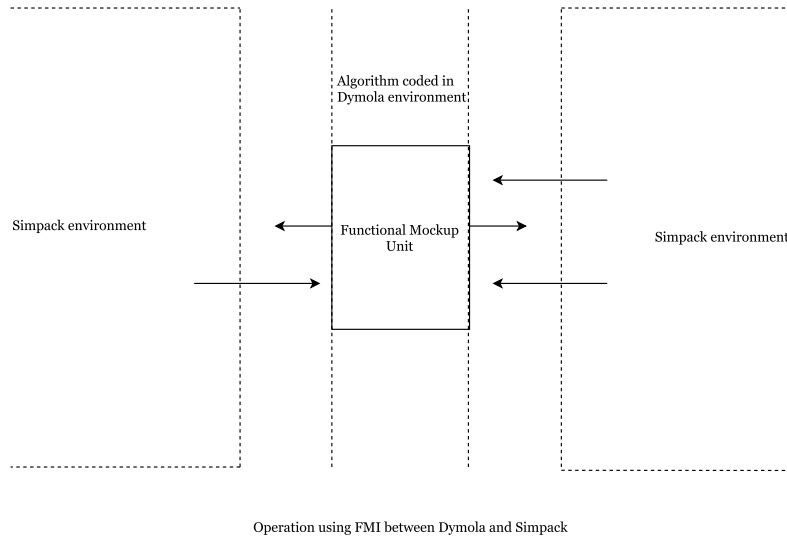 Algorithm coded in
Dymola environment
Simpack environment
Functional Mockup
Unit
Simpack environment
Operation using FMI between Dymola and Simpack